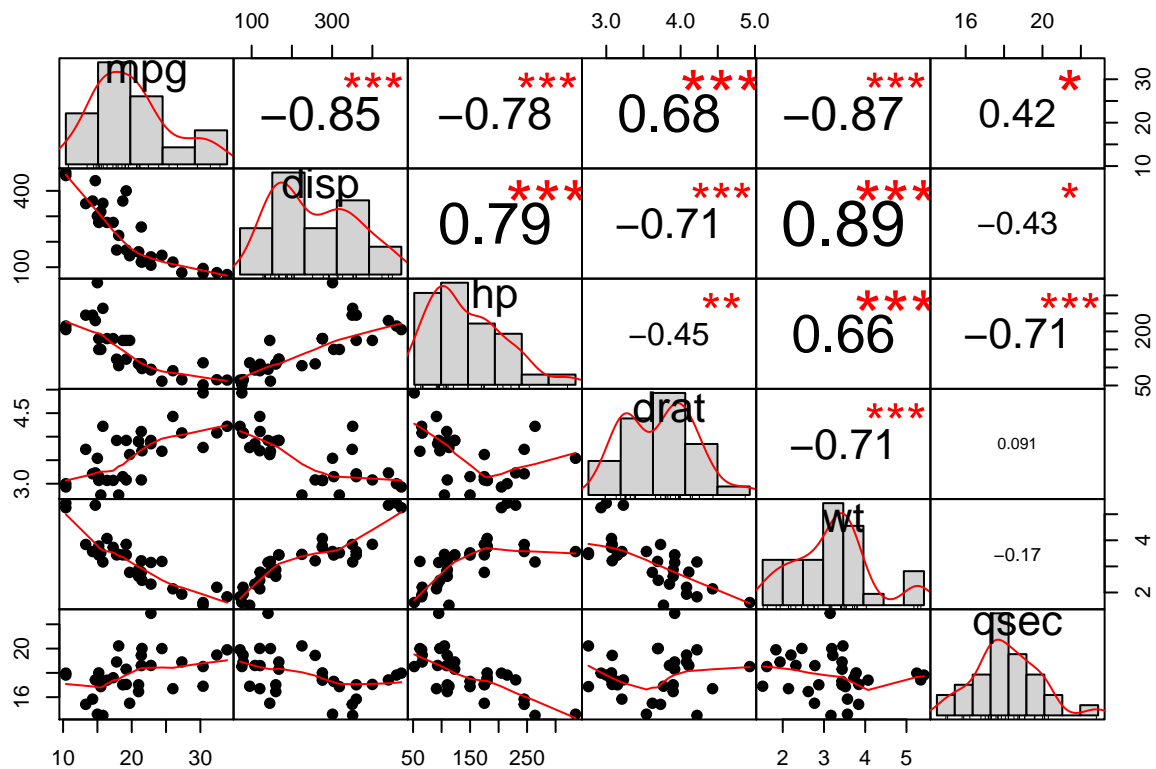 100 300 3.0 4.0 5.0 16 20
mpg *** −0.85 *** −0.78 *** 0.68 *** −0.87 * 0.42 10 20 30
100 400 disp *** 0.79 *** −0.71 *** 0.89 * −0.43
hp ** −0.45 *** 0.66 *** −0.71 50 200
3.0 4.5 drat *** −0.71 0.091
wt −0.17 2 4
16 20 qsec
10 20 30 50 150 250 2 3 4 5